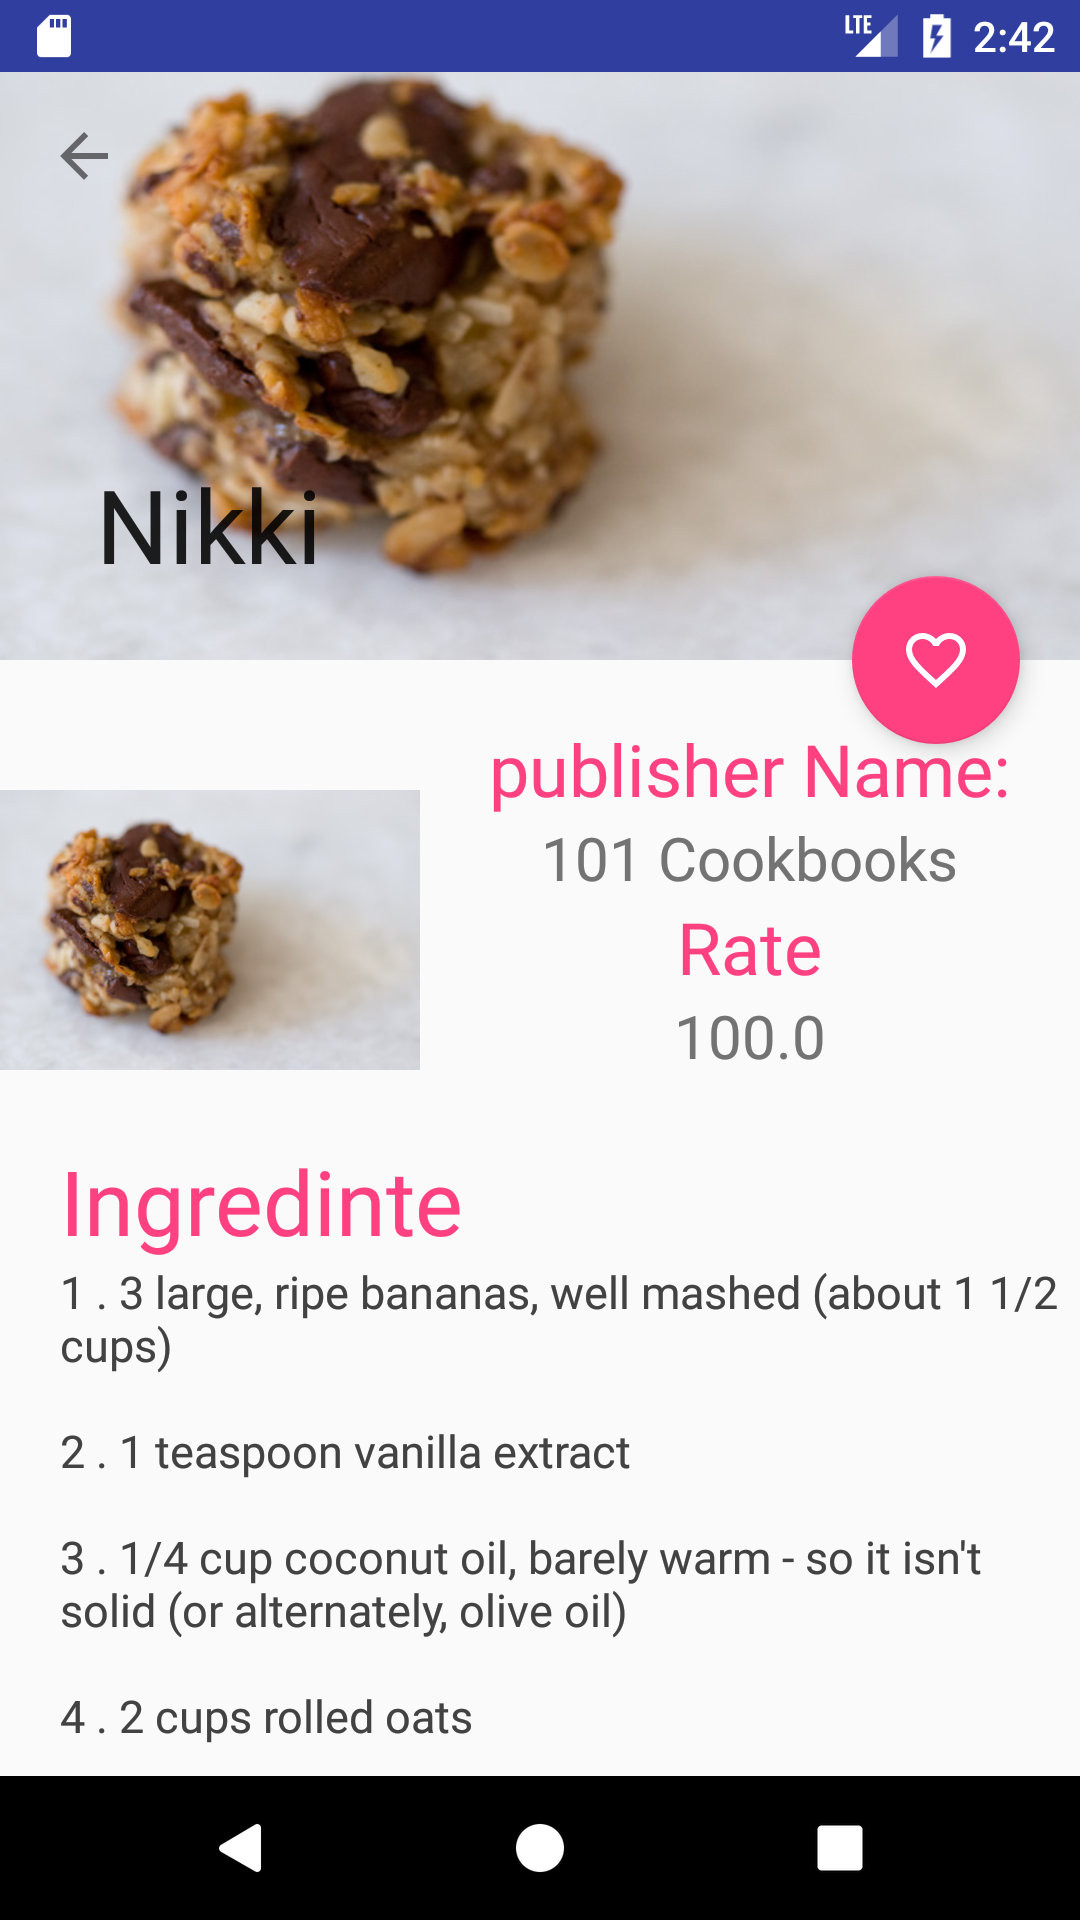 LTE 2:42
Nikki
publisher Name:
101 Cookbooks
Rate
100.0
Ingredinte
1 . 3 large, ripe bananas, well mashed (about 1 1/2
cups)
2 . 1 teaspoon vanilla extract
3 . 1/4 cup coconut oil, barely warm - so it isn't
solid (or alternately, olive oil)
4 . 2 cups rolled oats